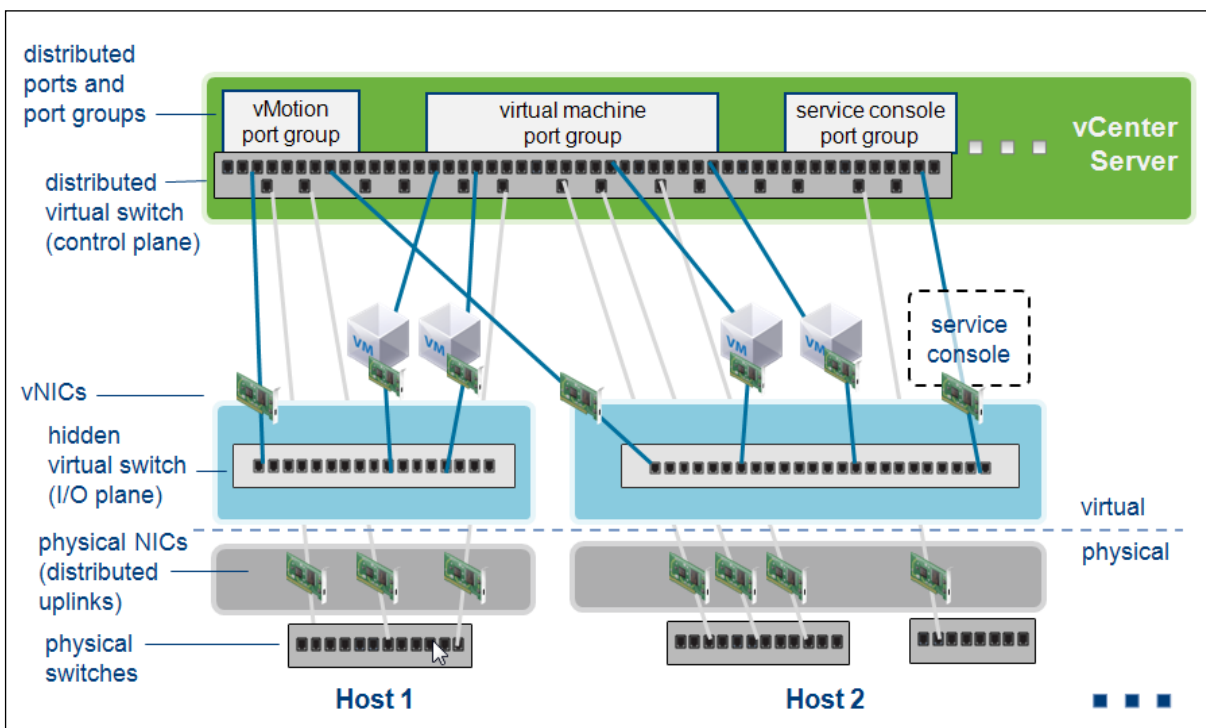 distributed
ports and
port groups
vMotion
port group
virtual machine
port group
service console
port group
vCenter
Server
distributed
virtual switch
(control plane)
VM
VM
VM
VM
service
console
vNICs
hidden
virtual switch
(I/O plane)
virtual
physical NICs
(distributed
uplinks)
physical
physical
switches
Host 1
Host 2